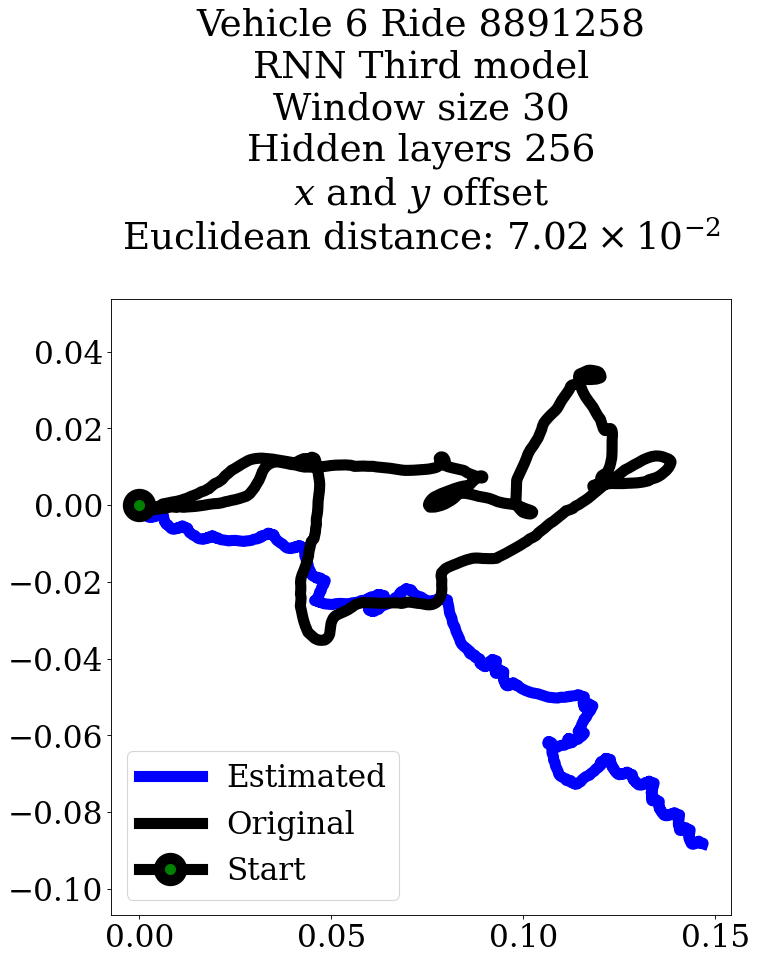 Vehicle 6 Ride 8891258
RNN Third model
Window size 30
Hidden layers 256
x and y offset
Euclidean distance: 7.02 × 10⁻²
0.04
0.02
0.00
−0.02
−0.04
−0.06
−0.08
−0.10
Estimated
Original
Start
0.00 0.05 0.10 0.15